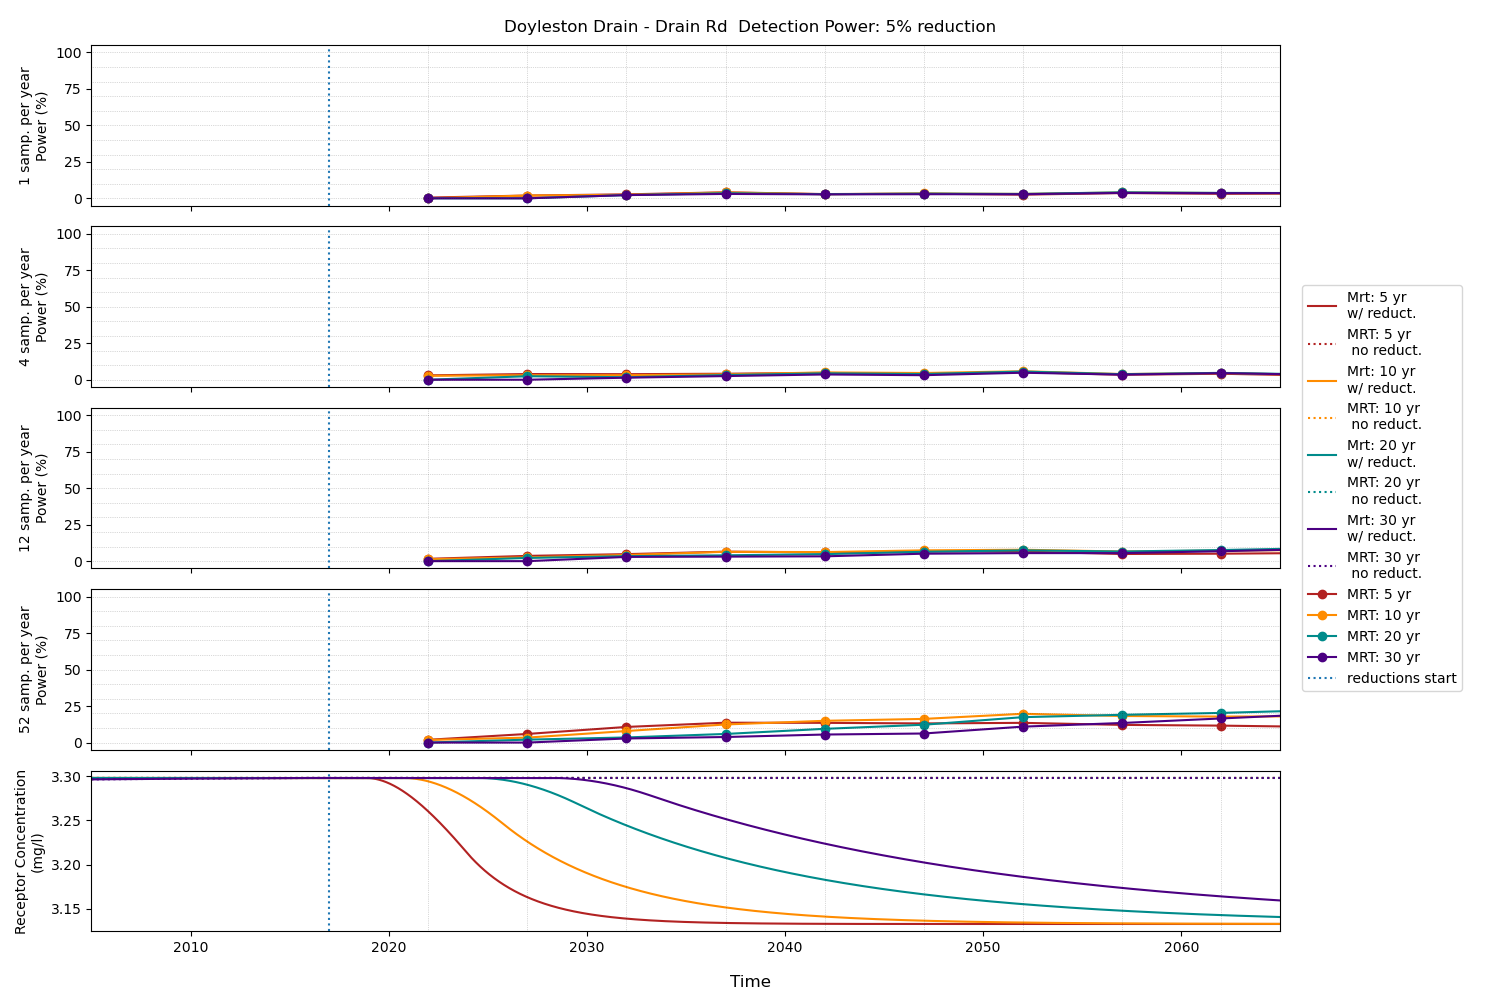 Doyleston Drain - Drain Rd  Detection Power: 5% reduction
1 samp. per year
Power (%)
100
75
50
25
0
4 samp. per year
Power (%)
100
75
50
25
0
12 samp. per year
Power (%)
100
75
50
25
0
52 samp. per year
Power (%)
100
75
50
25
0
Receptor Concentration
(mg/l)
3.30
3.25
3.20
3.15
2010
2020
2030
2040
2050
2060
Time
Mrt: 5 yr
w/ reduct.
MRT: 5 yr
no reduct.
Mrt: 10 yr
w/ reduct.
MRT: 10 yr
no reduct.
Mrt: 20 yr
w/ reduct.
MRT: 20 yr
no reduct.
Mrt: 30 yr
w/ reduct.
MRT: 30 yr
no reduct.
MRT: 5 yr
MRT: 10 yr
MRT: 20 yr
MRT: 30 yr
reductions start